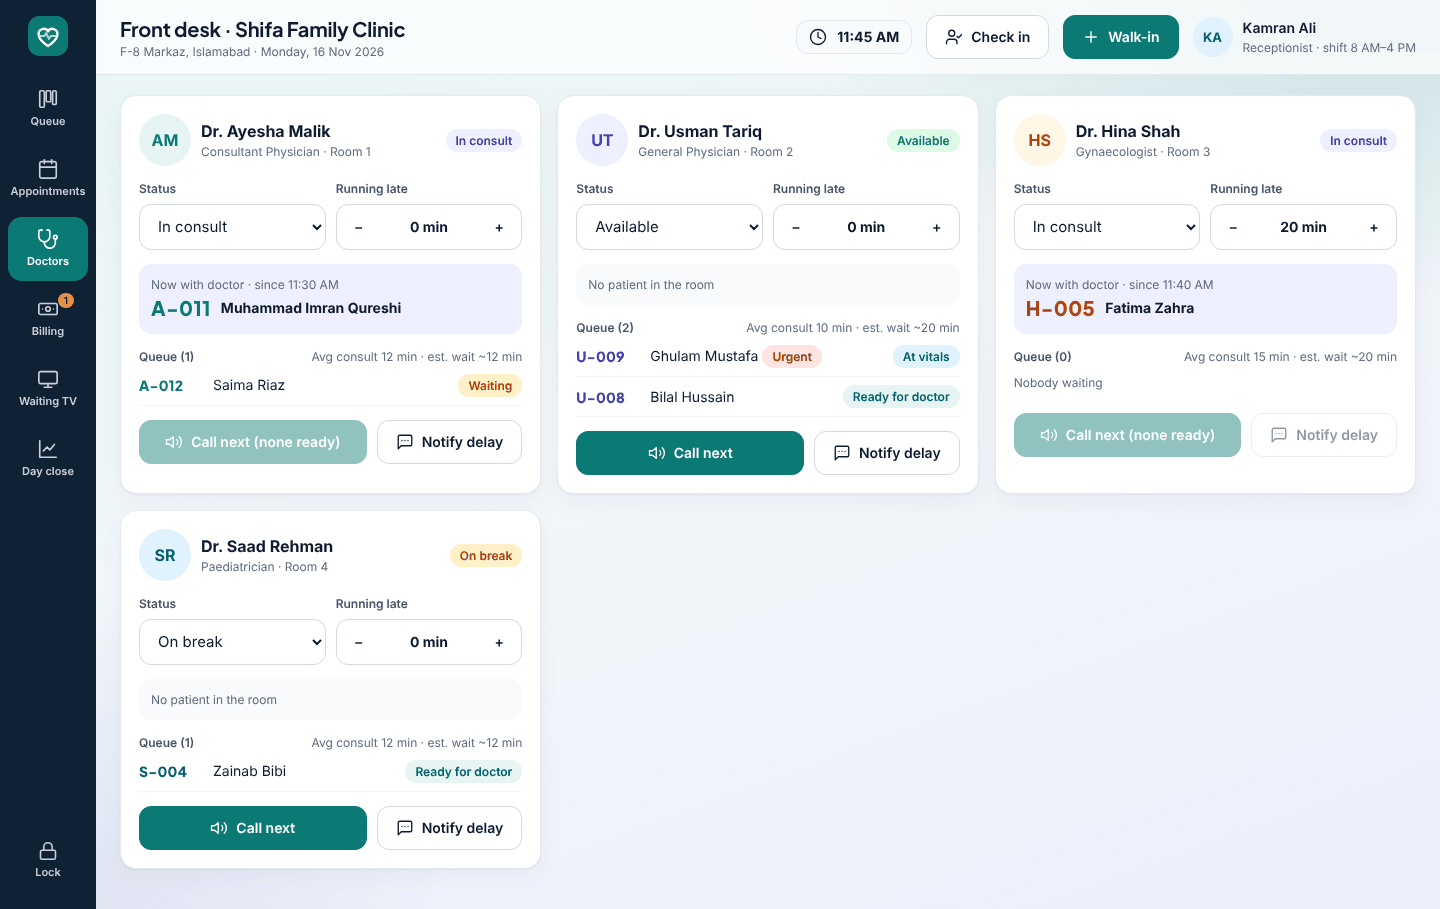 Front desk · Shifa Family Clinic
F-8 Markaz, Islamabad · Monday, 16 Nov 2026
11:45 AM
Check in
Walk-in
KA
Kamran Ali
Receptionist · shift 8 AM–4 PM
Queue
Appointments
Doctors
1
Billing
Waiting TV
Day close
Lock
AM
Dr. Ayesha Malik
Consultant Physician · Room 1
In consult
Status
Running late
In consult
– 0 min +
Now with doctor · since 11:30 AM
A-011 Muhammad Imran Qureshi
Queue (1)
Avg consult 12 min · est. wait ~12 min
A-012 Saima Riaz Waiting
Call next (none ready)
Notify delay
UT
Dr. Usman Tariq
General Physician · Room 2
Available
Status
Running late
Available
– 0 min +
No patient in the room
Queue (2)
Avg consult 10 min · est. wait ~20 min
U-009 Ghulam Mustafa Urgent At vitals
U-008 Bilal Hussain Ready for doctor
Call next
Notify delay
HS
Dr. Hina Shah
Gynaecologist · Room 3
In consult
Status
Running late
In consult
– 20 min +
Now with doctor · since 11:40 AM
H-005 Fatima Zahra
Queue (0)
Avg consult 15 min · est. wait ~20 min
Nobody waiting
Call next (none ready)
Notify delay
SR
Dr. Saad Rehman
Paediatrician · Room 4
On break
Status
Running late
On break
– 0 min +
No patient in the room
Queue (1)
Avg consult 12 min · est. wait ~12 min
S-004 Zainab Bibi Ready for doctor
Call next
Notify delay